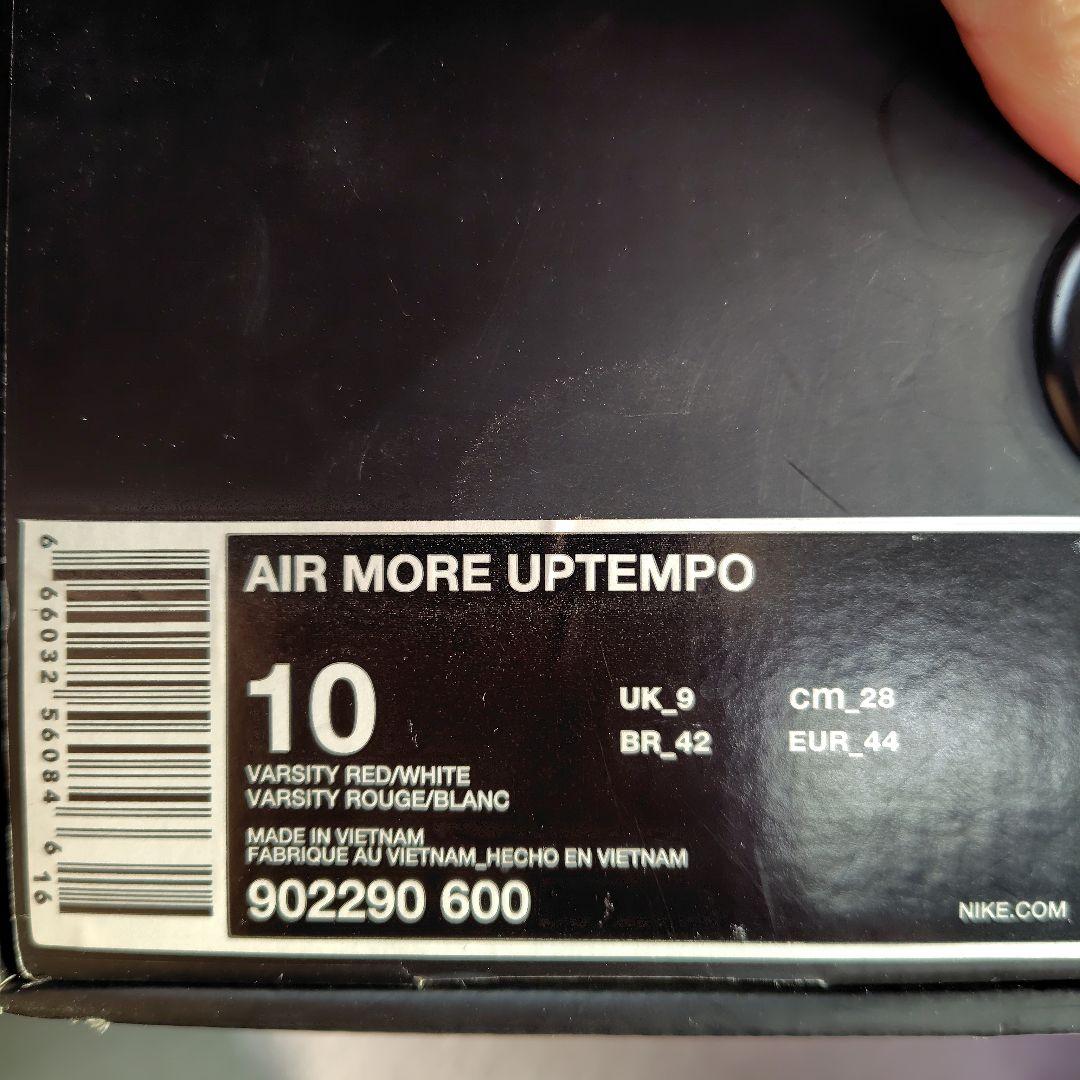 AIR MORE UPTEMPO
10
UK_9 cm_28
BR_42 EUR_44
VARSITY RED/WHITE
VARSITY ROUGE/BLANC
MADE IN VIETNAM
FABRIQUE AU VIETNAM_HECHO EN VIETNAM
902290 600
NIKE.COM
6 66032 56084 6 16